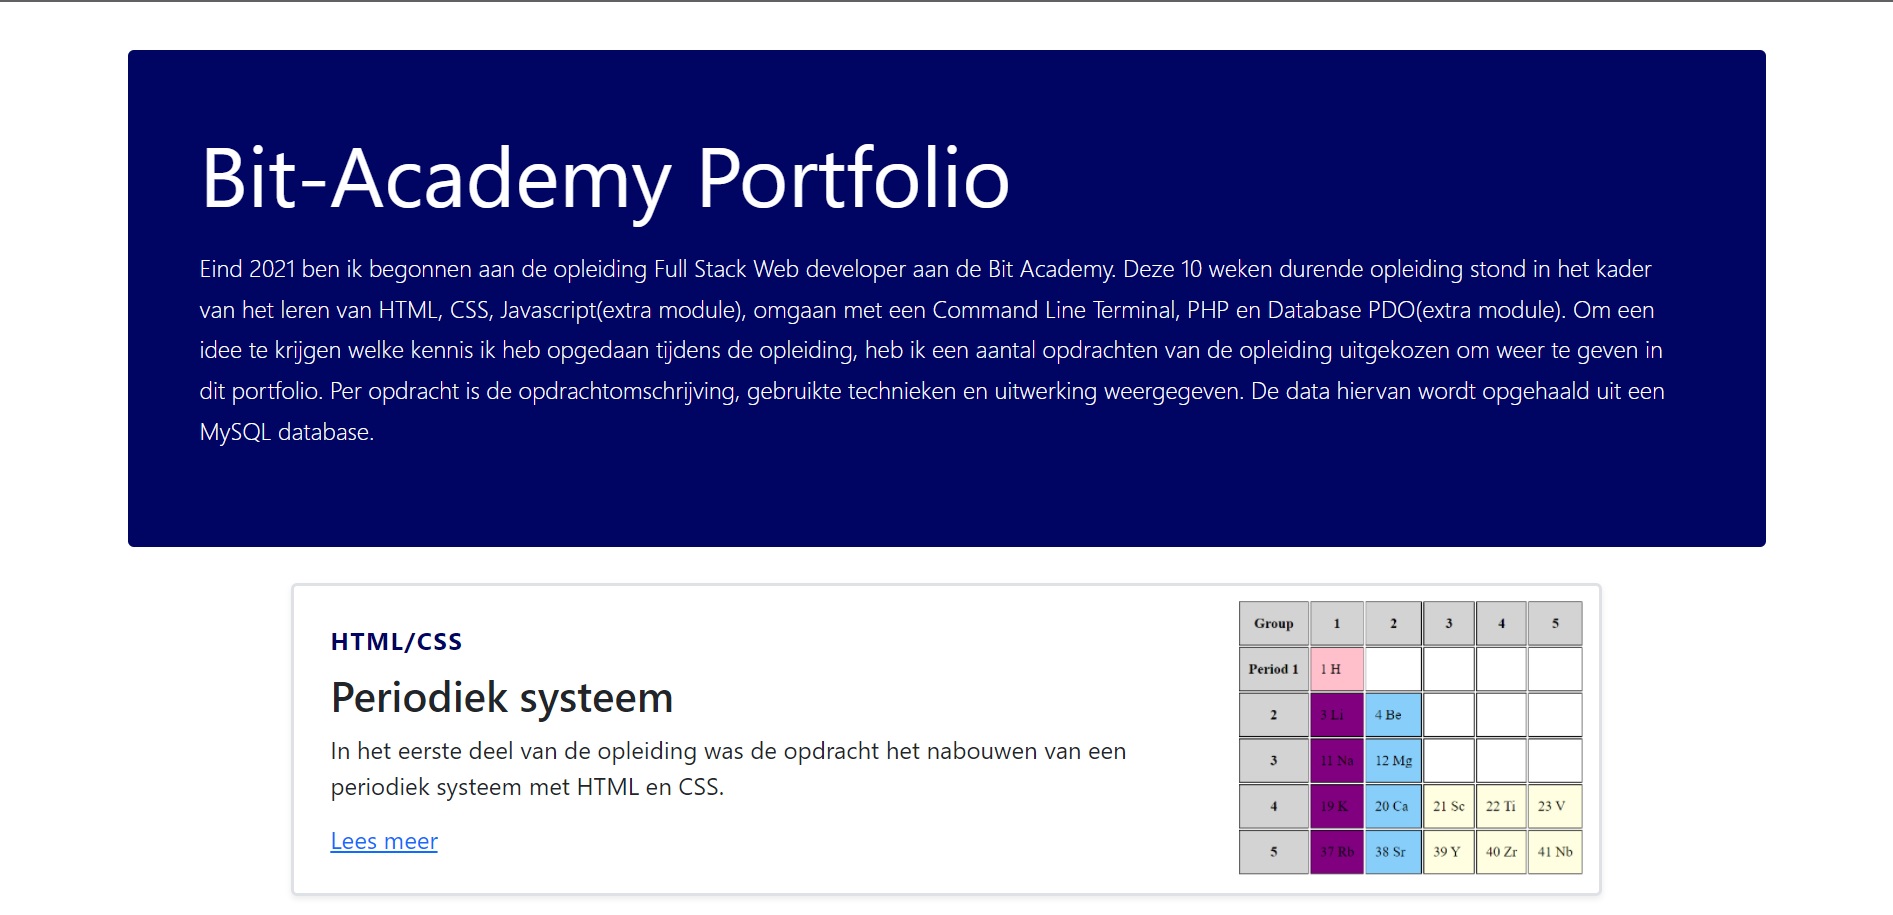 Bit-Academy Portfolio
Eind 2021 ben ik begonnen aan de opleiding Full Stack Web developer aan de Bit Academy. Deze 10 weken durende opleiding stond in het kader
van het leren van HTML, CSS, Javascript(extra module), omgaan met een Command Line Terminal, PHP en Database PDO(extra module). Om een
idee te krijgen welke kennis ik heb opgedaan tijdens de opleiding, heb ik een aantal opdrachten van de opleiding uitgekozen om weer te geven in
dit portfolio. Per opdracht is de opdrachtomschrijving, gebruikte technieken en uitwerking weergegeven. De data hiervan wordt opgehaald uit een
MySQL database.
HTML/CSS
Periodiek systeem
In het eerste deel van de opleiding was de opdracht het nabouwen van een
periodiek systeem met HTML en CSS.
Lees meer
Group 1 2 3 4 5
Period 1 1 H
2 3 Li 4 Be
3 11 Na 12 Mg
4 19 K 20 Ca 21 Sc 22 Ti 23 V
5 37 Rb 38 Sr 39 Y 40 Zr 41 Nb